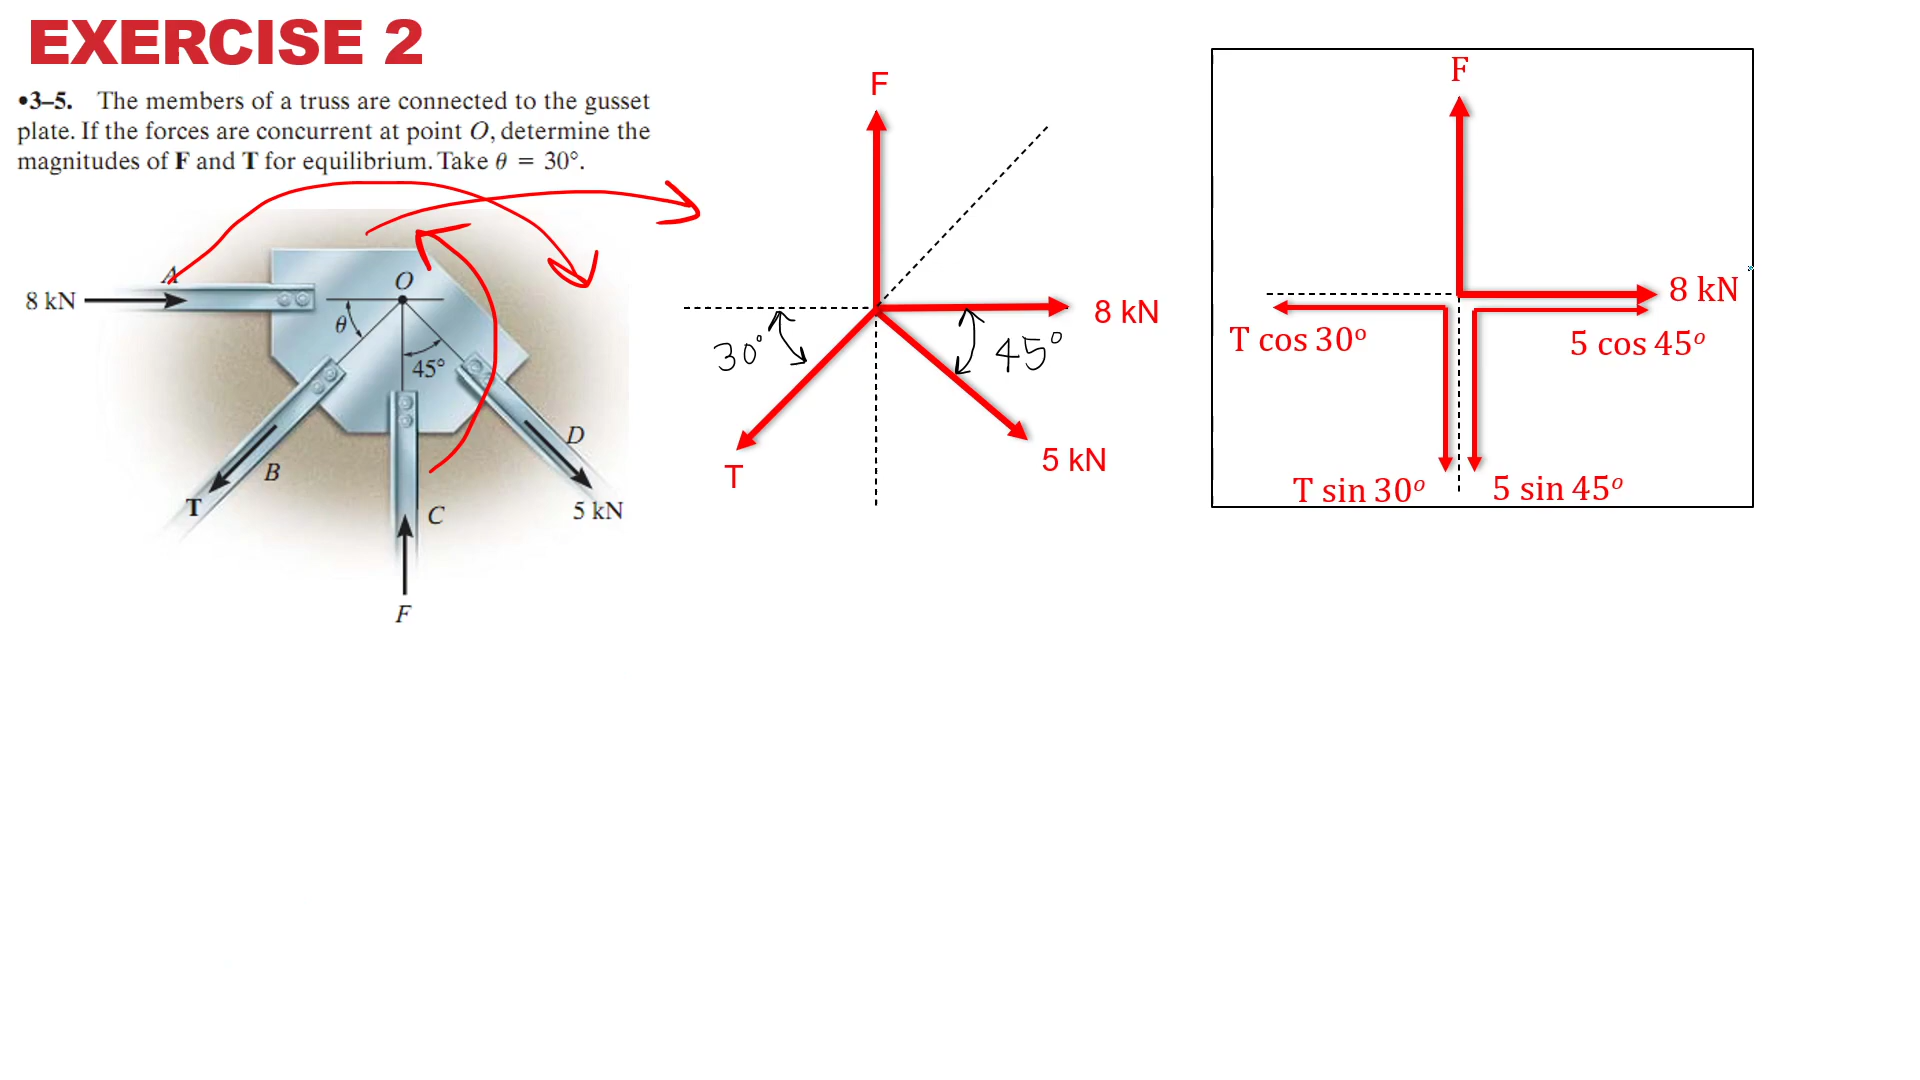 EXERCISE 2
•3–5. The members of a truss are connected to the gusset
plate. If the forces are concurrent at point O, determine the
magnitudes of F and T for equilibrium. Take θ = 30°.
A
8 kN
O
θ
45°
B
T
C
D
5 kN
F
F
8 kN
30°
45°
T
5 kN
F
8 kN
T cos 30°
5 cos 45°
T sin 30°
5 sin 45°